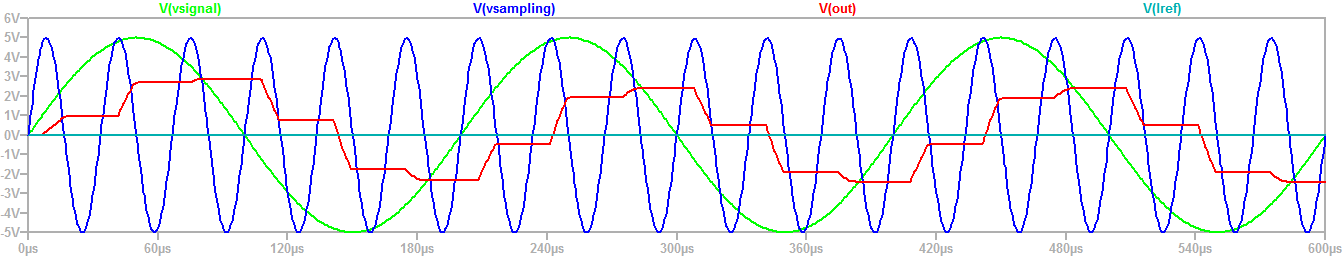 V(vsignal) V(vsampling) V(out) V(Iref)
6V
5V
4V
3V
2V
1V
0V
-1V
-2V
-3V
-4V
-5V
0µs 60µs 120µs 180µs 240µs 300µs 360µs 420µs 480µs 540µs 600µs